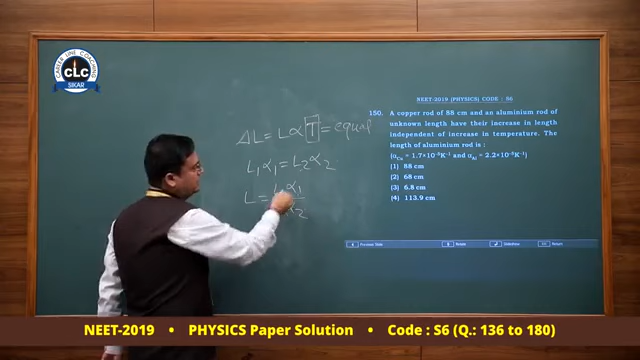 CAREER LINE COACHING
CLC
SIKAR
ΔL = Lα T = equal
L₁α₁ = L₂α₂
L = α₁
α₂
NEET-2019 (PHYSICS) CODE : S6
150. A copper rod of 88 cm and an aluminium rod of
unknown length have their increase in length
independent of increase in temperature. The
length of aluminium rod is :
(αCu = 1.7×10⁻⁵K⁻¹ and αAl = 2.2×10⁻⁵K⁻¹)
(1) 88 cm
(2) 68 cm
(3) 6.8 cm
(4) 113.9 cm
Previous Slide
Slideshow
NEET-2019 • PHYSICS Paper Solution • Code : S6 (Q.: 136 to 180)